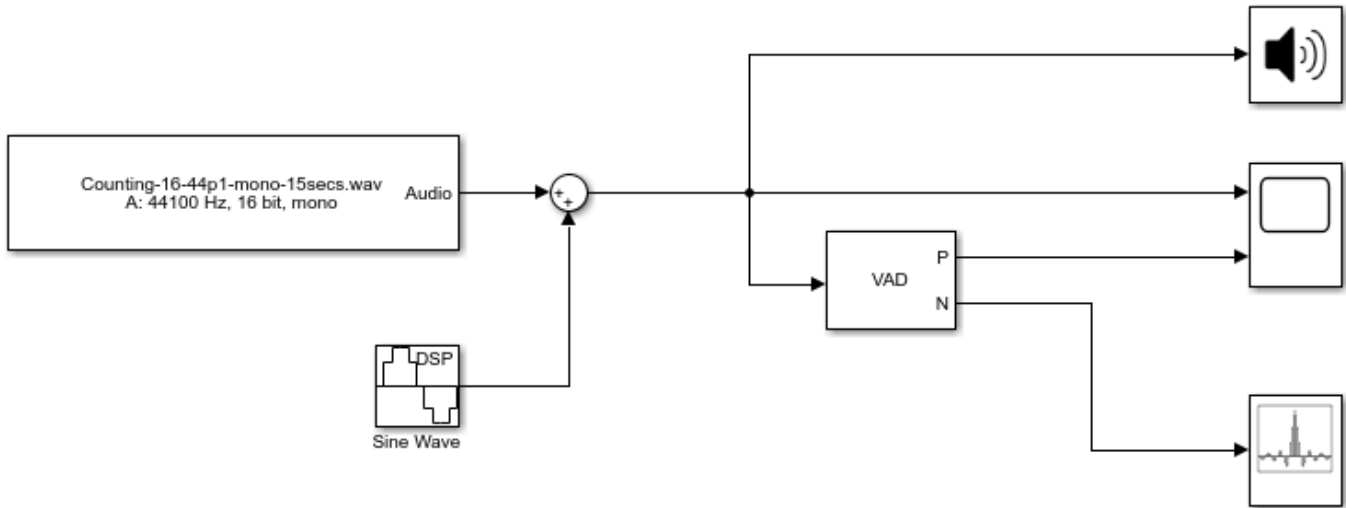 Counting-16-44p1-mono-15secs.wav
A: 44100 Hz, 16 bit, mono
Audio
+
+
P
VAD
N
DSP
Sine Wave